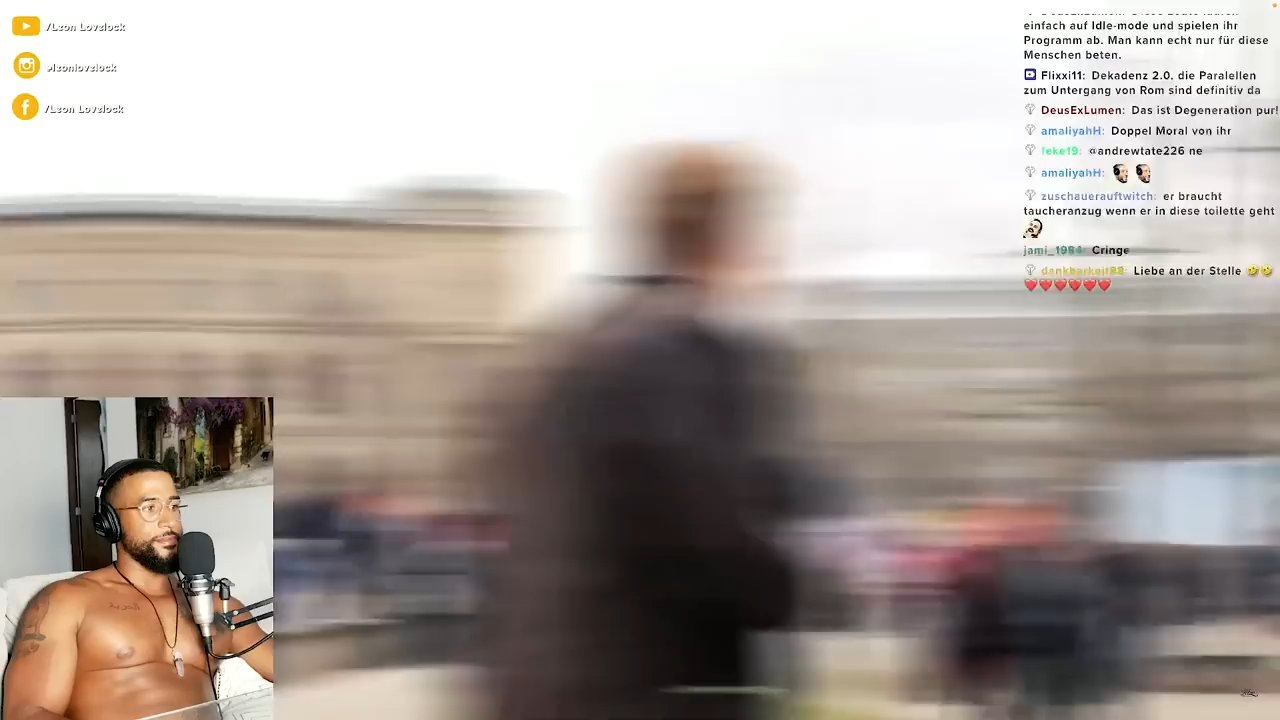 /Leon Lovelock
@leonlovelock
/Leon Lovelock
einfach auf Idle-mode und spielen ihr
Programm ab. Man kann echt nur für diese
Menschen beten.
Flixxi11: Dekadenz 2.0. die Paralellen
zum Untergang von Rom sind definitiv da
DeusExLumen: Das ist Degeneration pur!
amaliyahH: Doppel Moral von ihr
leke19: @andrewtate226 ne
amaliyahH:
zuschauerauftwitch: er braucht
taucheranzug wenn er in diese toilette geht
jami_1984: Cringe
dankbarkeit88: Liebe an der Stelle 🤣🤣
❤️❤️❤️❤️❤️❤️